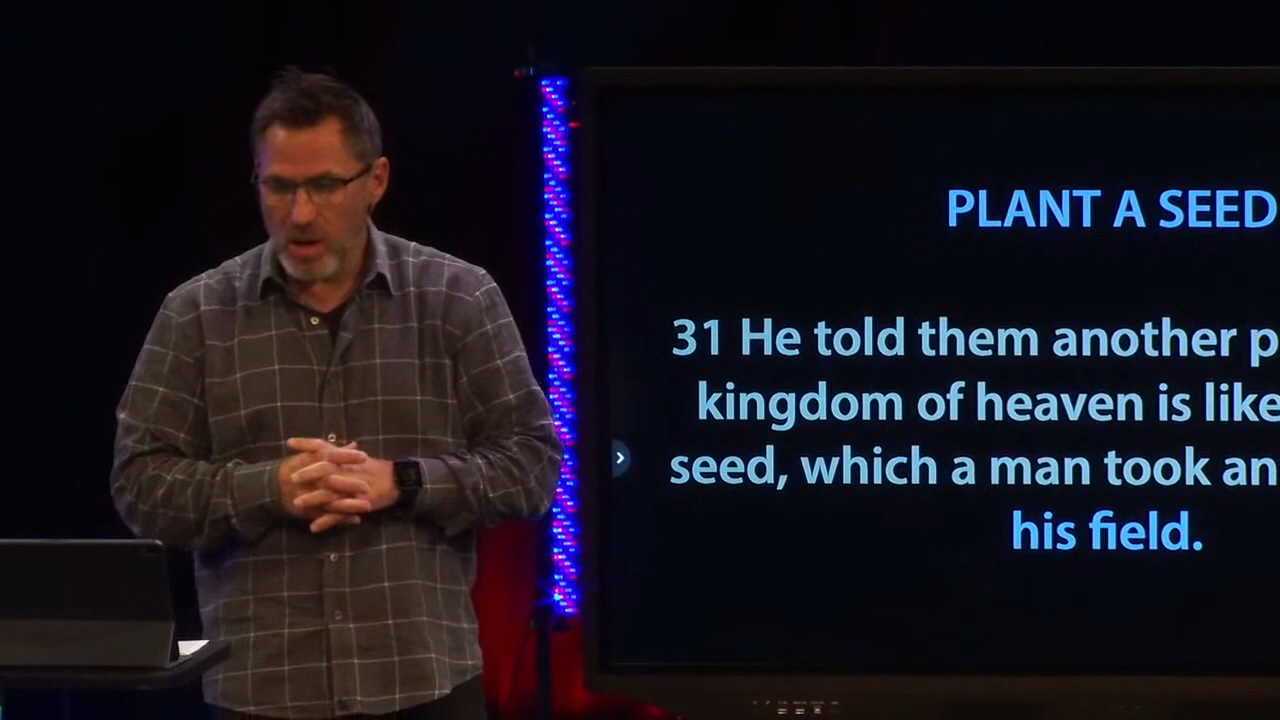 PLANT A SEED
31 He told them another p
kingdom of heaven is like
seed, which a man took an
his field.